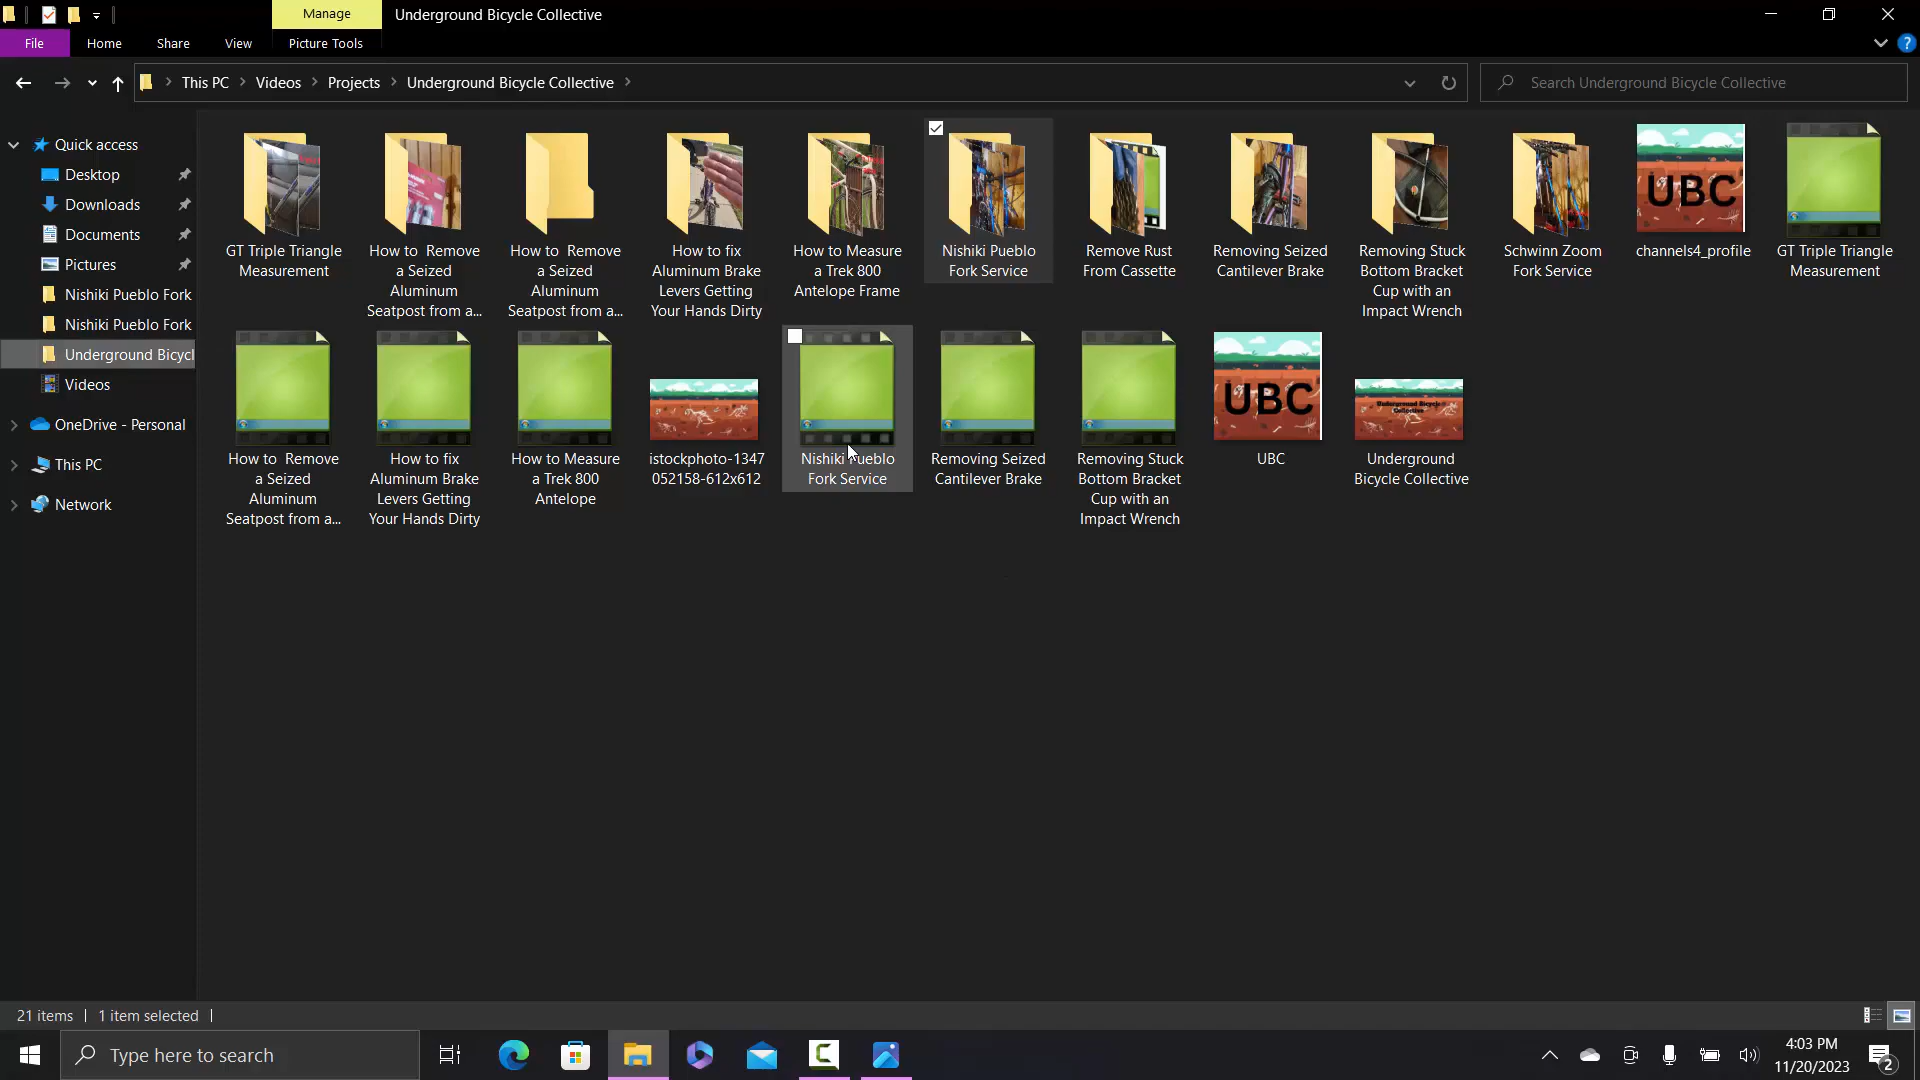 Manage
Underground Bicycle Collective
File
Home
Share
View
Picture Tools
This PC
Videos
Projects
Underground Bicycle Collective
Search Underground Bicycle Collective
Quick access
Desktop
Downloads
Documents
Pictures
Nishiki Pueblo Fork
Nishiki Pueblo Fork
Underground Bicycl
Videos
OneDrive - Personal
This PC
Network
GT Triple Triangle
Measurement
How to Remove
a Seized
Aluminum
Seatpost from a...
How to Remove
a Seized
Aluminum
Seatpost from a...
How to fix
Aluminum Brake
Levers Getting
Your Hands Dirty
How to Measure
a Trek 800
Antelope Frame
Nishiki Pueblo
Fork Service
Remove Rust
From Cassette
Removing Seized
Cantilever Brake
Removing Stuck
Bottom Bracket
Cup with an
Impact Wrench
Schwinn Zoom
Fork Service
UBC
channels4_profile
GT Triple Triangle
Measurement
How to Remove
a Seized
Aluminum
Seatpost from a...
How to fix
Aluminum Brake
Levers Getting
Your Hands Dirty
How to Measure
a Trek 800
Antelope
istockphoto-1347
052158-612x612
Nishiki Pueblo
Fork Service
Removing Seized
Cantilever Brake
Removing Stuck
Bottom Bracket
Cup with an
Impact Wrench
UBC
UBC
Underground Bicycle
Collective
Underground
Bicycle Collective
21 items
1 item selected
Type here to search
4:03 PM
11/20/2023
2